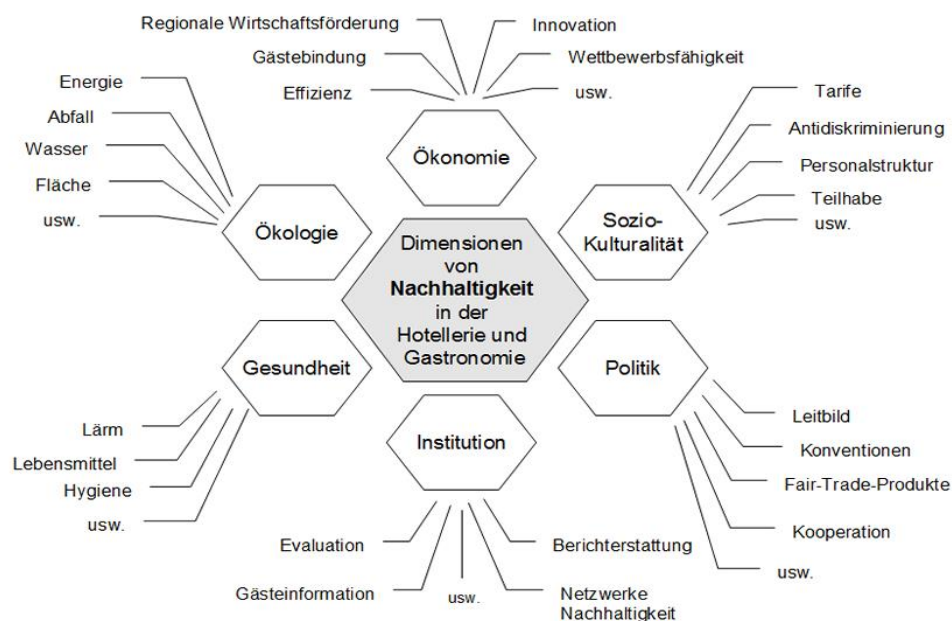 Regionale Wirtschaftsförderung
Gästebindung
Effizienz
Innovation
Wettbewerbsfähigkeit
usw.
Ökonomie
Energie
Abfall
Wasser
Fläche
usw.
Ökologie
Tarife
Antidiskriminierung
Personalstruktur
Teilhabe
usw.
Sozio-
Kulturalität
Dimensionen
von
Nachhaltigkeit
in der
Hotellerie und
Gastronomie
Gesundheit
Lärm
Lebensmittel
Hygiene
usw.
Institution
Evaluation
Gästeinformation
usw.
Berichterstattung
Netzwerke
Nachhaltigkeit
Politik
Leitbild
Konventionen
Fair-Trade-Produkte
Kooperation
usw.